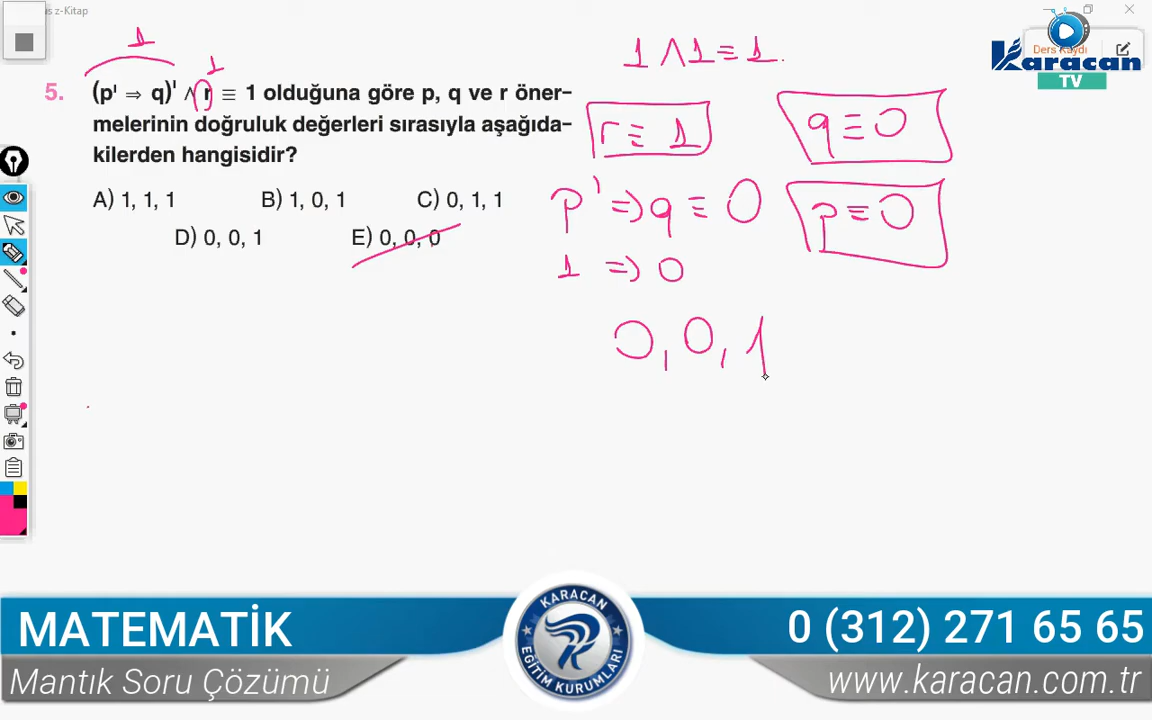 us z-Kitap
Ders Kaydı
Karacan
TV
1
1
1 ∧ 1 ≡ 1.
5. (p' ⇒ q)' ∧ r ≡ 1 olduğuna göre p, q ve r öner-
melerinin doğruluk değerleri sırasıyla aşağıda-
kilerden hangisidir?
A) 1, 1, 1 B) 1, 0, 1 C) 0, 1, 1
D) 0, 0, 1 E) 0, 0, 0
r ≡ 1
q ≡ 0
p' ⇒ q ≡ 0
p ≡ 0
1 ⇒ 0
0, 0, 1
KARACAN
EĞİTİM KURUMLARI
MATEMATİK
0 (312) 271 65 65
Mantık Soru Çözümü
www.karacan.com.tr